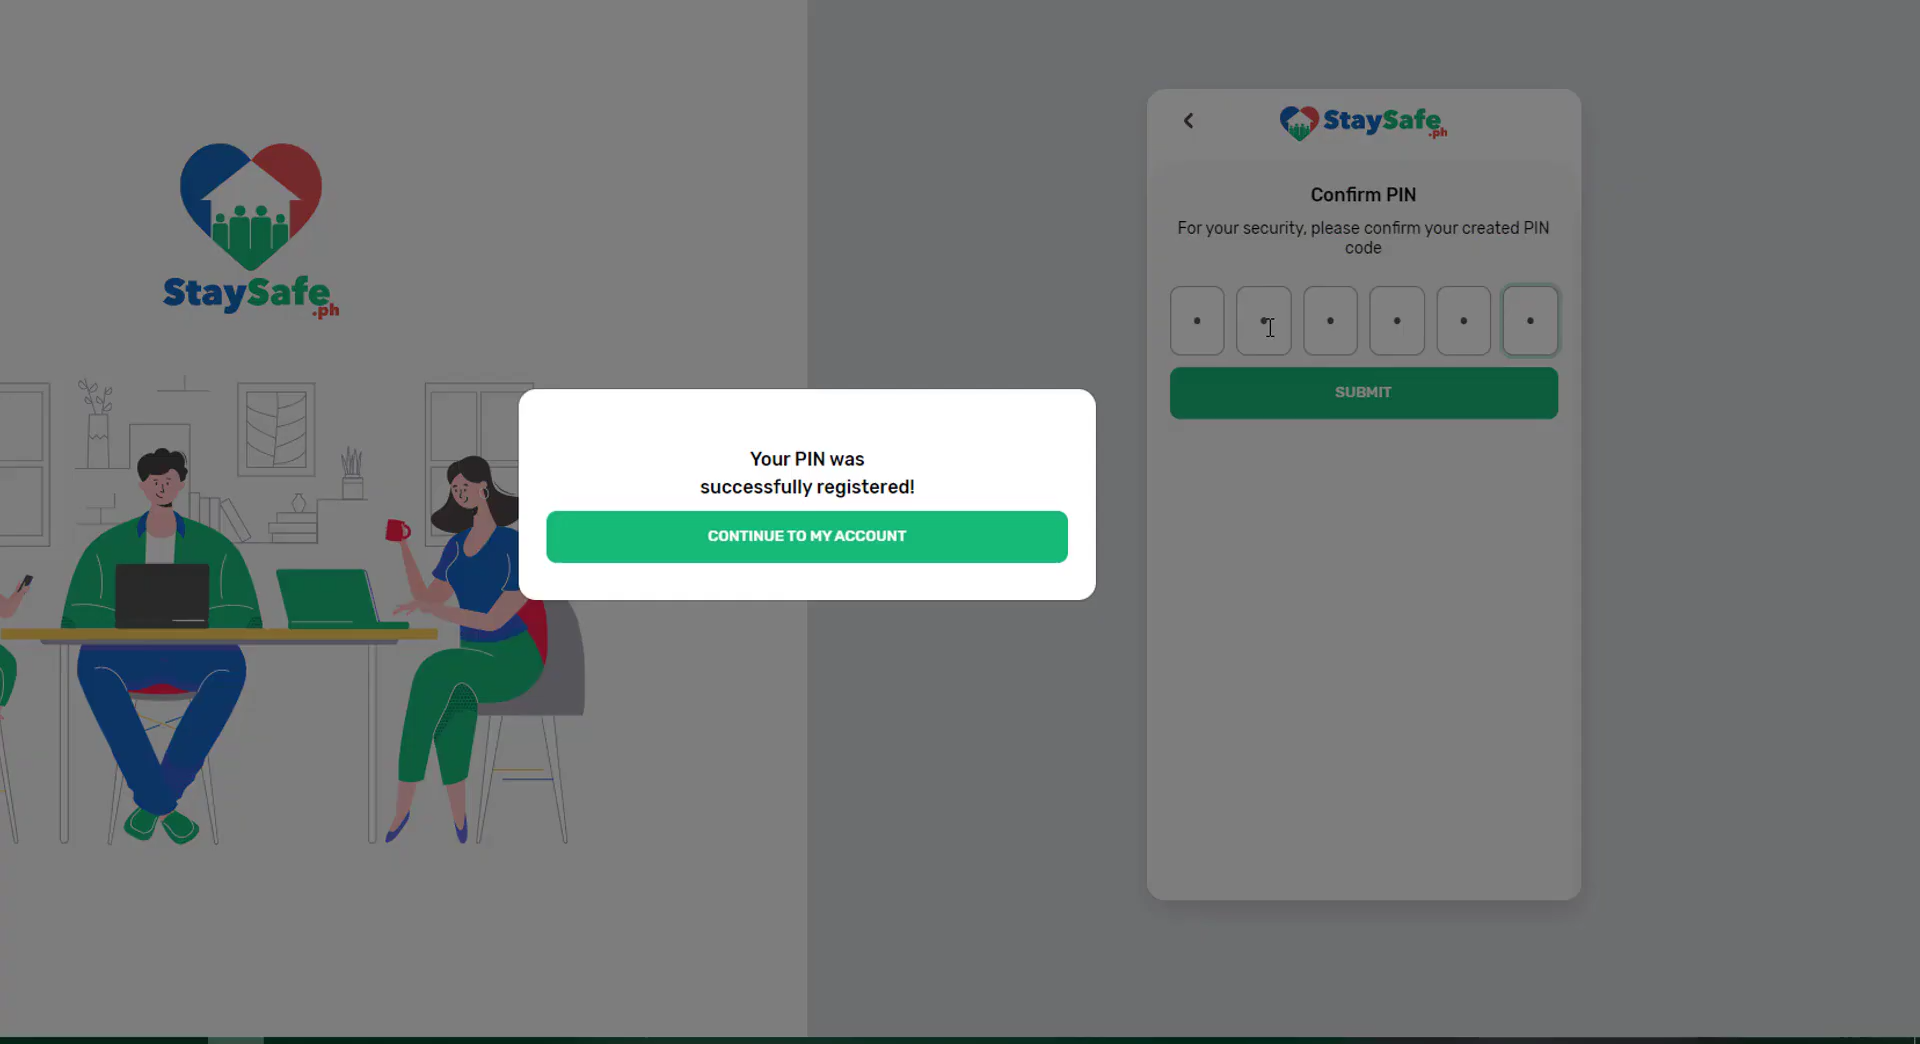 StaySafe
.ph
StaySafe
.ph
Confirm PIN
For your security, please confirm your created PIN
code
SUBMIT
Your PIN was
successfully registered!
CONTINUE TO MY ACCOUNT